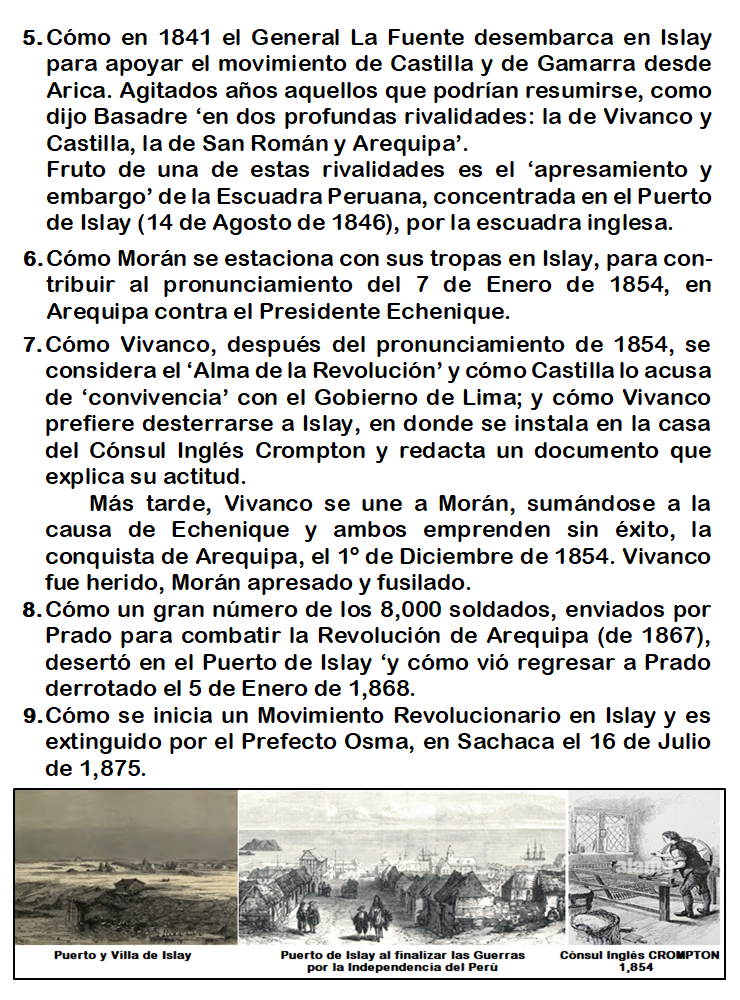 5. Cómo en 1841 el General La Fuente desembarca en Islay
para apoyar el movimiento de Castilla y de Gamarra desde
Arica. Agitados años aquellos que podrían resumirse, como
dijo Basadre ‘en dos profundas rivalidades: la de Vivanco y
Castilla, la de San Román y Arequipa’.
Fruto de una de estas rivalidades es el ‘apresamiento y
embargo’ de la Escuadra Peruana, concentrada en el Puerto
de Islay (14 de Agosto de 1846), por la escuadra inglesa.
6. Cómo Morán se estaciona con sus tropas en Islay, para con-
tribuir al pronunciamiento del 7 de Enero de 1854, en
Arequipa contra el Presidente Echenique.
7. Cómo Vivanco, después del pronunciamiento de 1854, se
considera el ‘Alma de la Revolución’ y cómo Castilla lo acusa
de ‘convivencia’ con el Gobierno de Lima; y cómo Vivanco
prefiere desterrarse a Islay, en donde se instala en la casa
del Cónsul Inglés Crompton y redacta un documento que
explica su actitud.
Más tarde, Vivanco se une a Morán, sumándose a la
causa de Echenique y ambos emprenden sin éxito, la
conquista de Arequipa, el 1º de Diciembre de 1854. Vivanco
fue herido, Morán apresado y fusilado.
8. Cómo un gran número de los 8,000 soldados, enviados por
Prado para combatir la Revolución de Arequipa (de 1867),
desertó en el Puerto de Islay ‘y cómo vió regresar a Prado
derrotado el 5 de Enero de 1,868.
9. Cómo se inicia un Movimiento Revolucionario en Islay y es
extinguido por el Prefecto Osma, en Sachaca el 16 de Julio
de 1,875.
Puerto y Villa de Islay
Puerto de Islay al finalizar las Guerras
por la Independencia del Perú
Cónsul Inglés CROMPTON
1,854